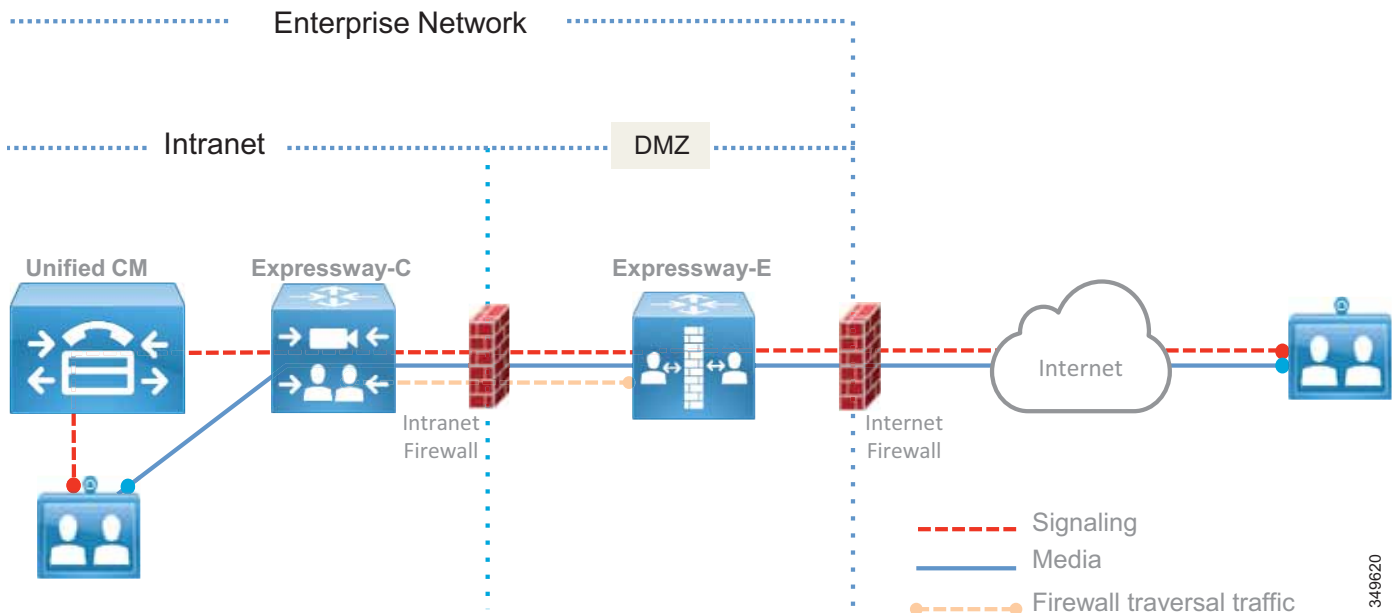 Enterprise Network
Intranet
DMZ
Unified CM
Expressway-C
Expressway-E
Internet
Intranet
Firewall
Internet
Firewall
Signaling
Media
Firewall traversal traffic
349620